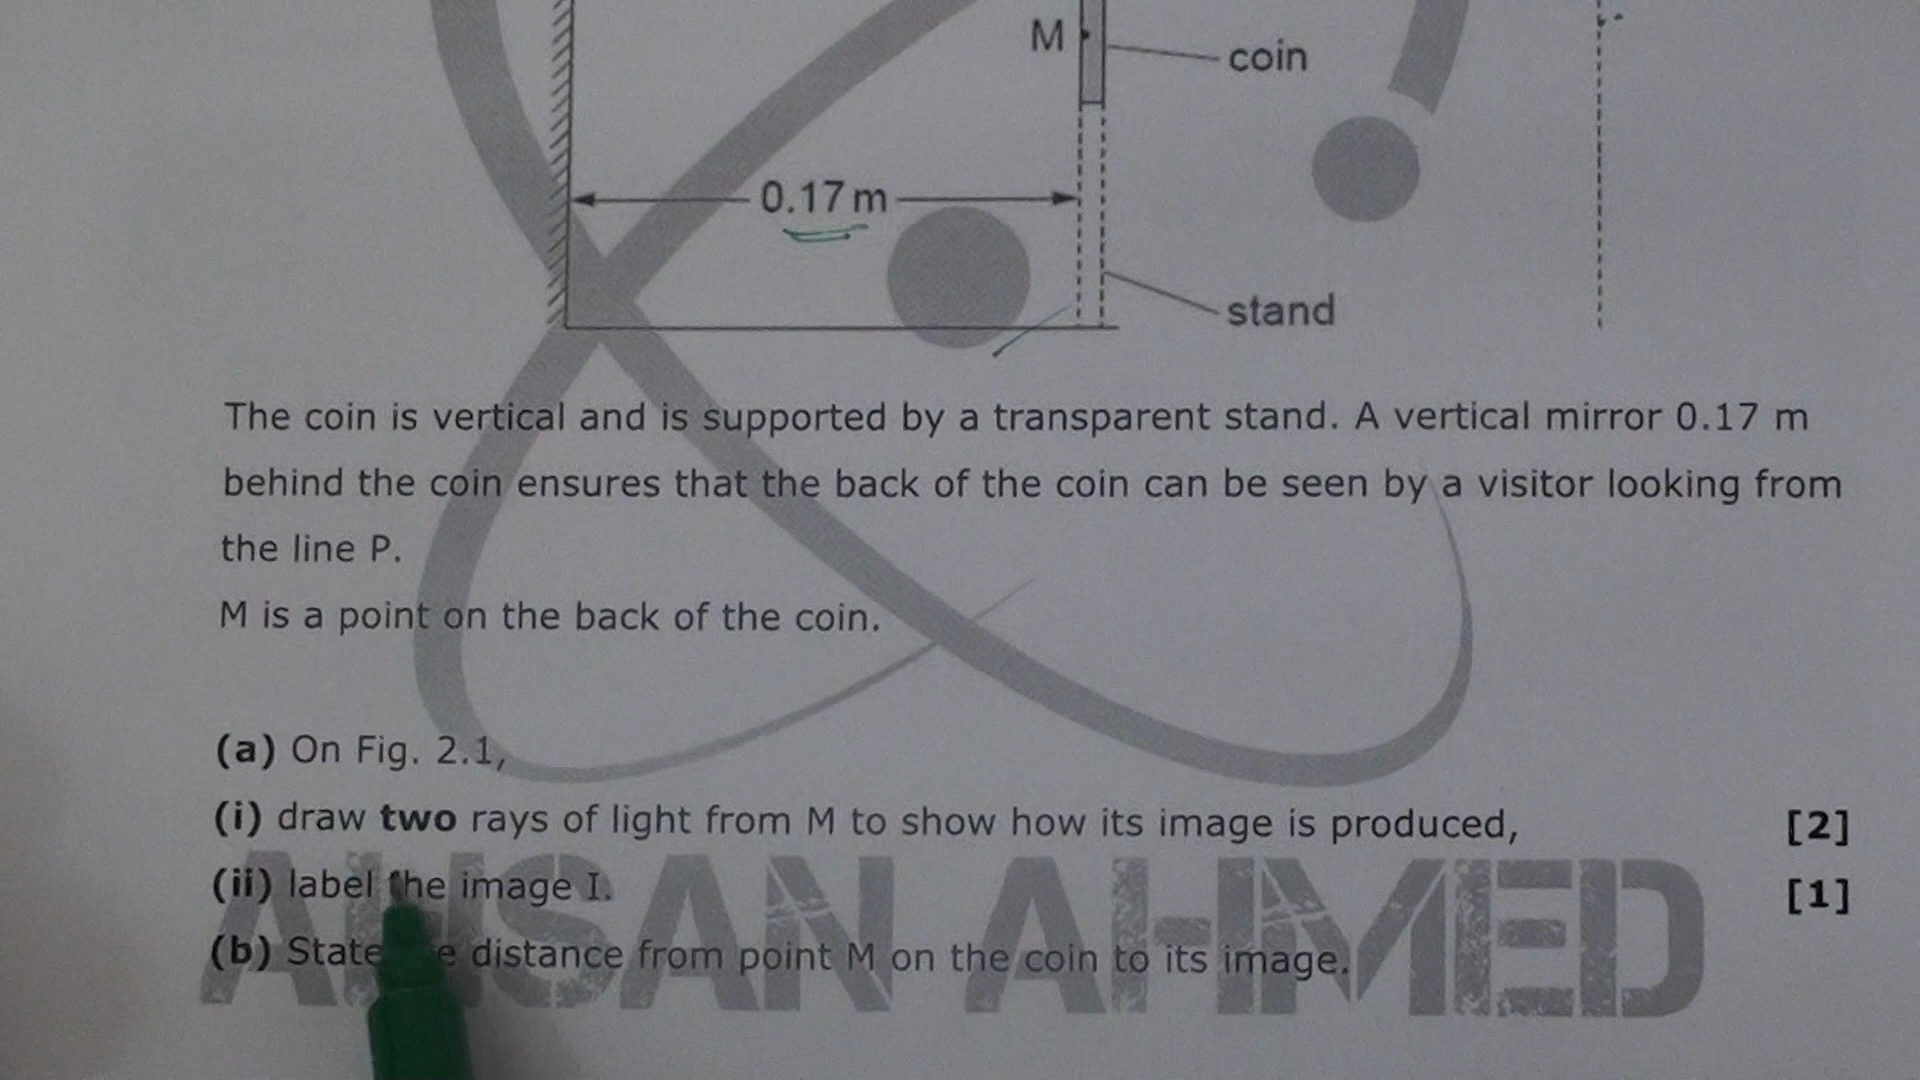 M
coin
0.17 m
stand
The coin is vertical and is supported by a transparent stand. A vertical mirror 0.17 m
behind the coin ensures that the back of the coin can be seen by a visitor looking from
the line P.
M is a point on the back of the coin.
(a) On Fig. 2.1,
(i) draw two rays of light from M to show how its image is produced, [2]
(ii) label the image I. [1]
(b) State distance from point M on the coin to its image.
AHSAN AHMED